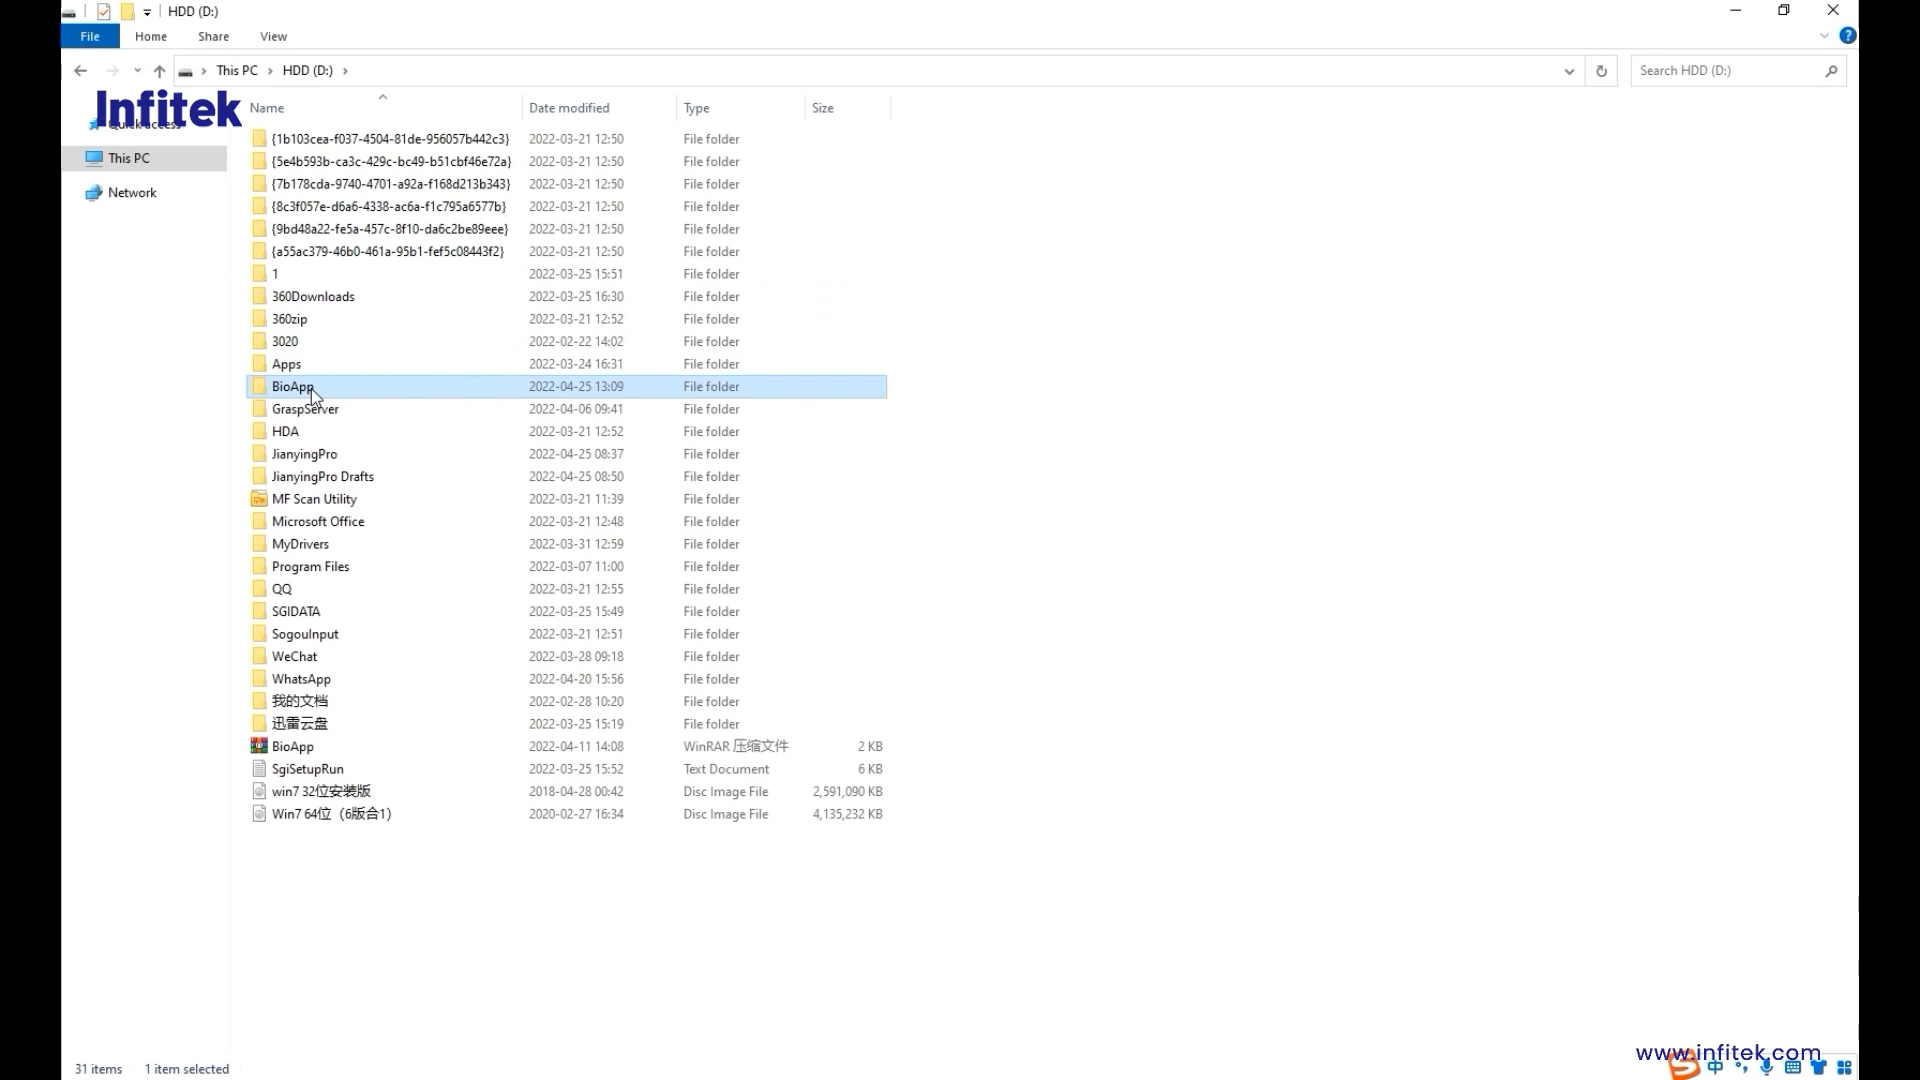 HDD (D:)
File Home Share View
This PC > HDD (D:) > Search HDD (D:)
Infitek
Quick access
This PC
Network
Name Date modified Type Size
{1b103cea-f037-4504-81de-956057b442c3} 2022-03-21 12:50 File folder
{5e4b593b-ca3c-429c-bc49-b51cbf46e72a} 2022-03-21 12:50 File folder
{7b178cda-9740-4701-a92a-f168d213b343} 2022-03-21 12:50 File folder
{8c3f057e-d6a6-4338-ac6a-f1c795a6577b} 2022-03-21 12:50 File folder
{9bd48a22-fe5a-457c-8f10-da6c2be89eee} 2022-03-21 12:50 File folder
{a55ac379-46b0-461a-95b1-fef5c08443f2} 2022-03-21 12:50 File folder
1 2022-03-25 15:51 File folder
360Downloads 2022-03-25 16:30 File folder
360zip 2022-03-21 12:52 File folder
3020 2022-02-22 14:02 File folder
Apps 2022-03-24 16:31 File folder
BioApp 2022-04-25 13:09 File folder
GraspServer 2022-04-06 09:41 File folder
HDA 2022-03-21 12:52 File folder
JianyingPro 2022-04-25 08:37 File folder
JianyingPro Drafts 2022-04-25 08:50 File folder
MF Scan Utility 2022-03-21 11:39 File folder
Microsoft Office 2022-03-21 12:48 File folder
MyDrivers 2022-03-31 12:59 File folder
Program Files 2022-03-07 11:00 File folder
QQ 2022-03-21 12:55 File folder
SGIDATA 2022-03-25 15:49 File folder
SogouInput 2022-03-21 12:51 File folder
WeChat 2022-03-28 09:18 File folder
WhatsApp 2022-04-20 15:56 File folder
我的文档 2022-02-28 10:20 File folder
迅雷云盘 2022-03-25 15:19 File folder
BioApp 2022-04-11 14:08 WinRAR 压缩文件 2 KB
SgiSetupRun 2022-03-25 15:52 Text Document 6 KB
win7 32位安装版 2018-04-28 00:42 Disc Image File 2,591,090 KB
Win7 64位（6版合1） 2020-02-27 16:34 Disc Image File 4,135,232 KB
www.infitek.com
中
31 items 1 item selected